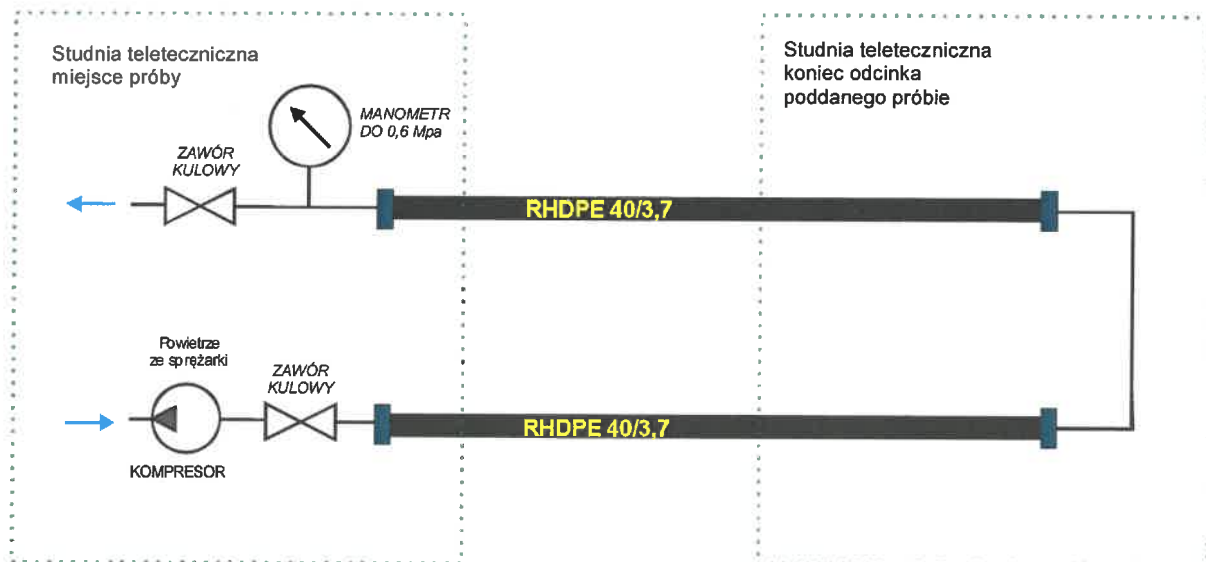 Studnia teleteczniczna
miejsce próby
Studnia teleteczniczna
koniec odcinka
poddanego próbie
MANOMETR
DO 0,6 Mpa
ZAWÓR
KULOWY
RHDPE 40/3,7
Powietrze
ze sprężarki
ZAWÓR
KULOWY
RHDPE 40/3,7
KOMPRESOR